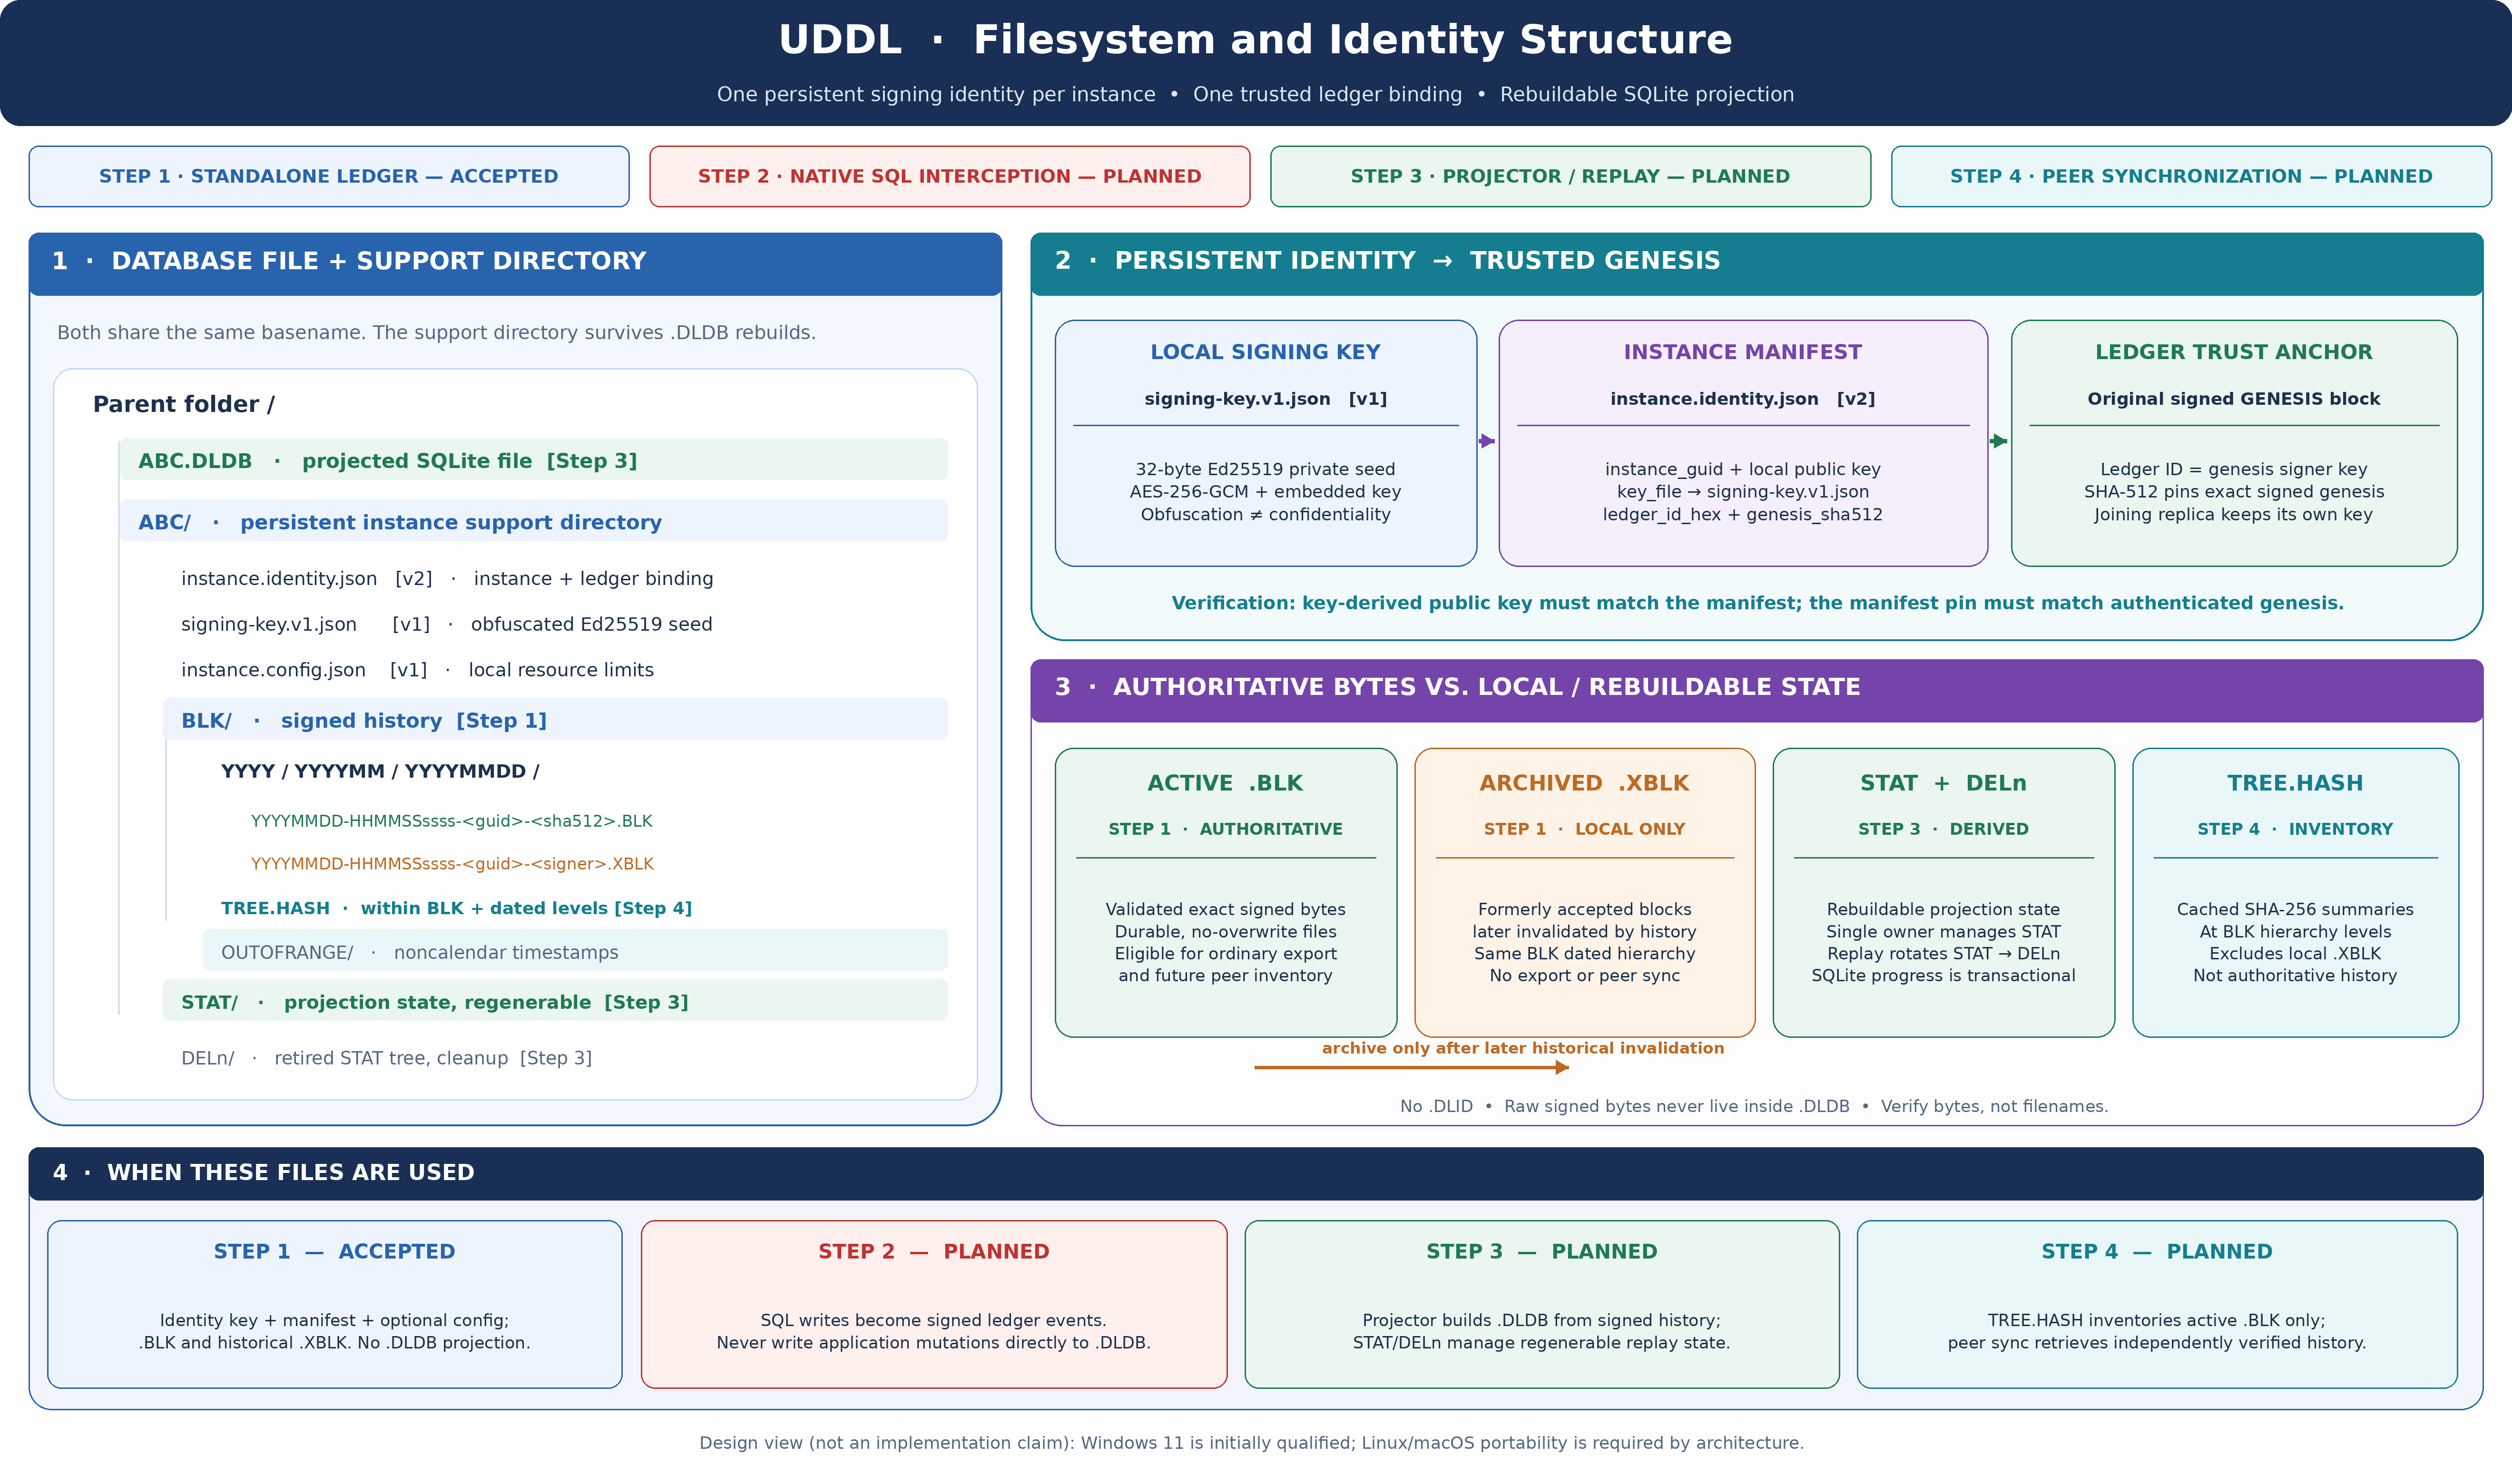 UDDL · Filesystem and Identity Structure
One persistent signing identity per instance • One trusted ledger binding • Rebuildable SQLite projection
STEP 1 · STANDALONE LEDGER — ACCEPTED
STEP 2 · NATIVE SQL INTERCEPTION — PLANNED
STEP 3 · PROJECTOR / REPLAY — PLANNED
STEP 4 · PEER SYNCHRONIZATION — PLANNED
1 · DATABASE FILE + SUPPORT DIRECTORY
Both share the same basename. The support directory survives .DLDB rebuilds.
Parent folder /
ABC.DLDB · projected SQLite file [Step 3]
ABC/ · persistent instance support directory
instance.identity.json [v2] · instance + ledger binding
signing-key.v1.json [v1] · obfuscated Ed25519 seed
instance.config.json [v1] · local resource limits
BLK/ · signed history [Step 1]
YYYY / YYYYMM / YYYYMMDD /
YYYYMMDD-HHMMSSssss-<guid>-<sha512>.BLK
YYYYMMDD-HHMMSSssss-<guid>-<signer>.XBLK
TREE.HASH · within BLK + dated levels [Step 4]
OUTOFRANGE/ · noncalendar timestamps
STAT/ · projection state, regenerable [Step 3]
DELn/ · retired STAT tree, cleanup [Step 3]
2 · PERSISTENT IDENTITY → TRUSTED GENESIS
LOCAL SIGNING KEY
signing-key.v1.json [v1]
32-byte Ed25519 private seed
AES-256-GCM + embedded key
Obfuscation ≠ confidentiality
INSTANCE MANIFEST
instance.identity.json [v2]
instance_guid + local public key
key_file → signing-key.v1.json
ledger_id_hex + genesis_sha512
LEDGER TRUST ANCHOR
Original signed GENESIS block
Ledger ID = genesis signer key
SHA-512 pins exact signed genesis
Joining replica keeps its own key
Verification: key-derived public key must match the manifest; the manifest pin must match authenticated genesis.
3 · AUTHORITATIVE BYTES VS. LOCAL / REBUILDABLE STATE
ACTIVE .BLK
STEP 1 · AUTHORITATIVE
Validated exact signed bytes
Durable, no-overwrite files
Eligible for ordinary export
and future peer inventory
ARCHIVED .XBLK
STEP 1 · LOCAL ONLY
Formerly accepted blocks
later invalidated by history
Same BLK dated hierarchy
No export or peer sync
STAT + DELn
STEP 3 · DERIVED
Rebuildable projection state
Single owner manages STAT
Replay rotates STAT → DELn
SQLite progress is transactional
TREE.HASH
STEP 4 · INVENTORY
Cached SHA-256 summaries
At BLK hierarchy levels
Excludes local .XBLK
Not authoritative history
archive only after later historical invalidation
No .DLID • Raw signed bytes never live inside .DLDB • Verify bytes, not filenames.
4 · WHEN THESE FILES ARE USED
STEP 1 — ACCEPTED
Identity key + manifest + optional config;
.BLK and historical .XBLK. No .DLDB projection.
STEP 2 — PLANNED
SQL writes become signed ledger events.
Never write application mutations directly to .DLDB.
STEP 3 — PLANNED
Projector builds .DLDB from signed history;
STAT/DELn manage regenerable replay state.
STEP 4 — PLANNED
TREE.HASH inventories active .BLK only;
peer sync retrieves independently verified history.
Design view (not an implementation claim): Windows 11 is initially qualified; Linux/macOS portability is required by architecture.